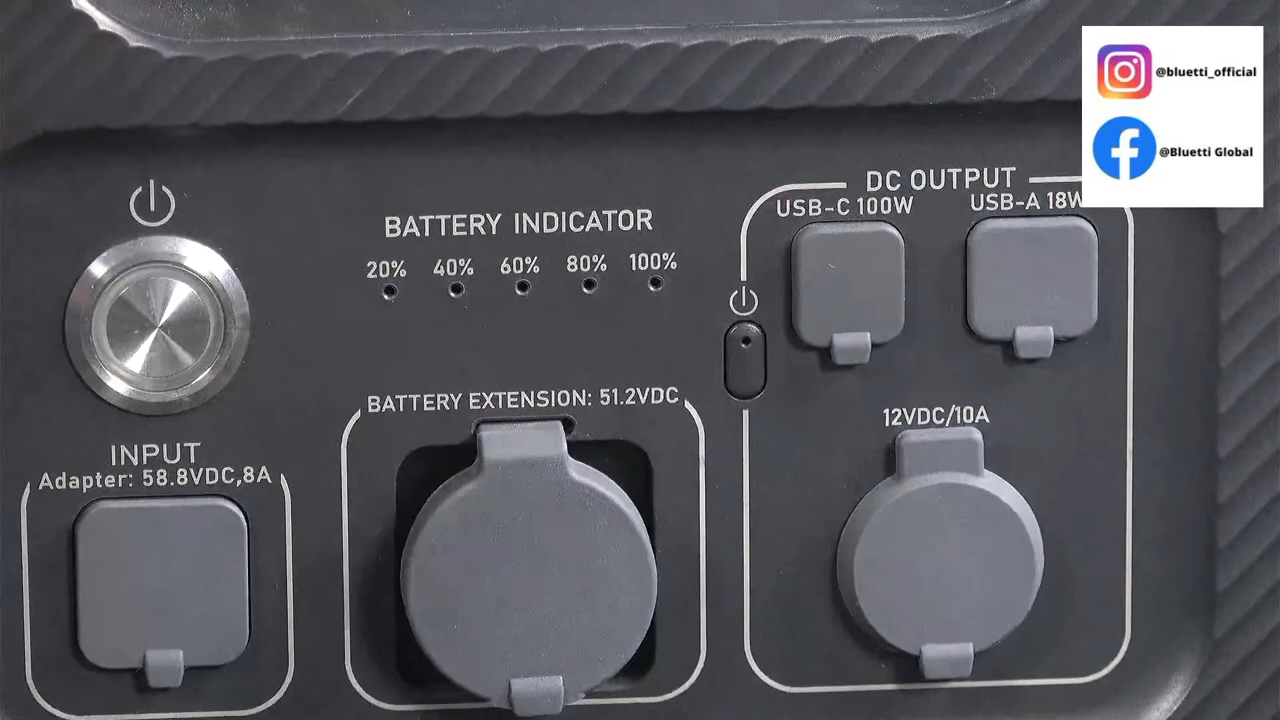 @bluetti_official
@Bluetti Global
BATTERY INDICATOR
20% 40% 60% 80% 100%
DC OUTPUT
USB-C 100W USB-A 18W
BATTERY EXTENSION: 51.2VDC
12VDC/10A
INPUT
Adapter: 58.8VDC,8A